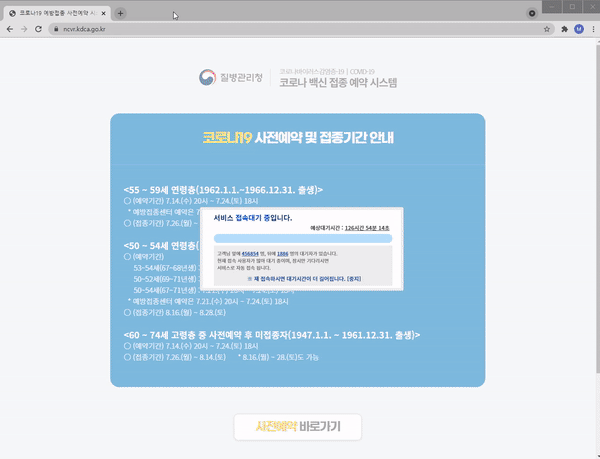 코로나19 예방접종 사전예약 시
ncvr.kdca.go.kr
질병관리청
코로나바이러스감염증-19 | COVID-19
코로나 백신 접종 예약 시스템
코로나19 사전예약 및 접종기간 안내
<55 ~ 59세 연령층(1962.1.1.~1966.12.31. 출생)>
○ (예약기간) 7.14.(수) 20시 ~ 7.24.(토) 18시
* 예방접종센터 예약은 7.
○ (접종기간) 7.26.(월) ~
서비스 접속대기 중입니다.
예상대기시간 : 126시간 54분 14초
고객님 앞에 456854 명, 뒤에 1886 명의 대기자가 있습니다.
현재 접속 사용자가 많아 대기 중이며, 잠시만 기다리시면
서비스로 자동 접속 됩니다.
※ 재 접속하시면 대기시간이 더 길어집니다. [중지]
<50 ~ 54세 연령층(
○ (예약기간)
53~54세(67~68년생)
50~52세(69~71년생)
50~54세(67~71년생)
* 예방접종센터 예약은 7.21.(수) ~ 7.24.(토) 18시
○ (접종기간) 8.16.(월) ~ 8.28.(토)
<60 ~ 74세 고령층 중 사전예약 후 미접종자(1947.1.1. ~ 1961.12.31. 출생)>
○ (예약기간) 7.14.(수) 20시 ~ 7.24.(토) 18시
○ (접종기간) 7.26.(월) ~ 8.14.(토) * 8.16.(월) ~ 28.(토)도 가능
사전예약 바로가기